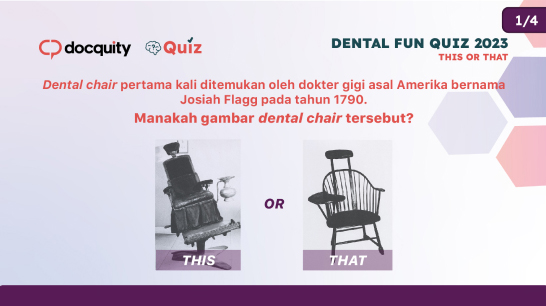 1/4
docquity
Quiz
DENTAL FUN QUIZ 2023
THIS OR THAT
Dental chair pertama kali ditemukan oleh dokter gigi asal Amerika bernama
Josiah Flagg pada tahun 1790.
Manakah gambar dental chair tersebut?
OR
THIS
THAT